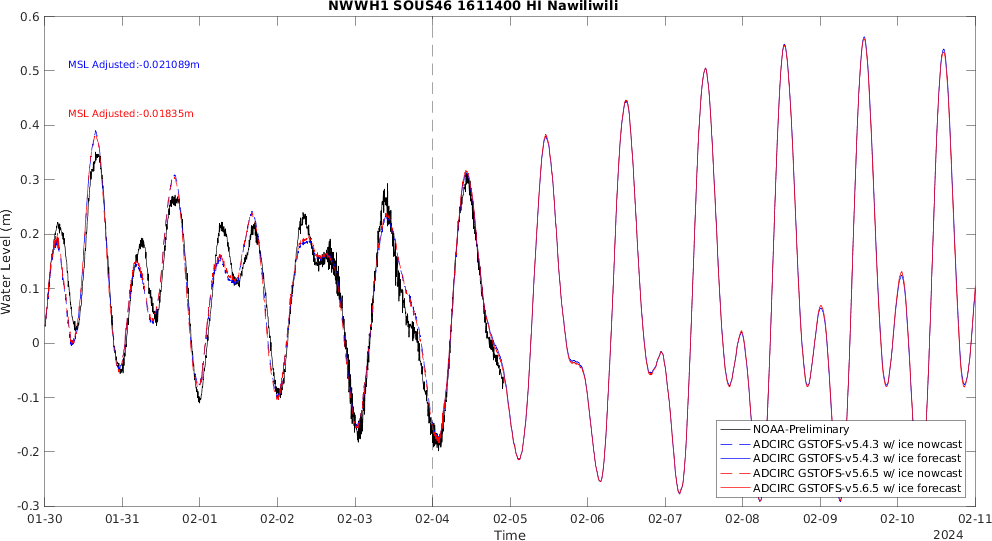 NWWH1 SOUS46 1611400 HI Nawiliwili
0.6
0.5
0.4
0.3
0.2
0.1
0
-0.1
-0.2
-0.3
Water Level (m)
MSL Adjusted:-0.021089m
MSL Adjusted:-0.01835m
NOAA-Preliminary
ADCIRC GSTOFS-v5.4.3 w/ ice nowcast
ADCIRC GSTOFS-v5.4.3 w/ ice forecast
ADCIRC GSTOFS-v5.6.5 w/ ice nowcast
ADCIRC GSTOFS-v5.6.5 w/ ice forecast
01-30 01-31 02-01 02-02 02-03 02-04 02-05 02-06 02-07 02-08 02-09 02-10 02-11
Time
2024